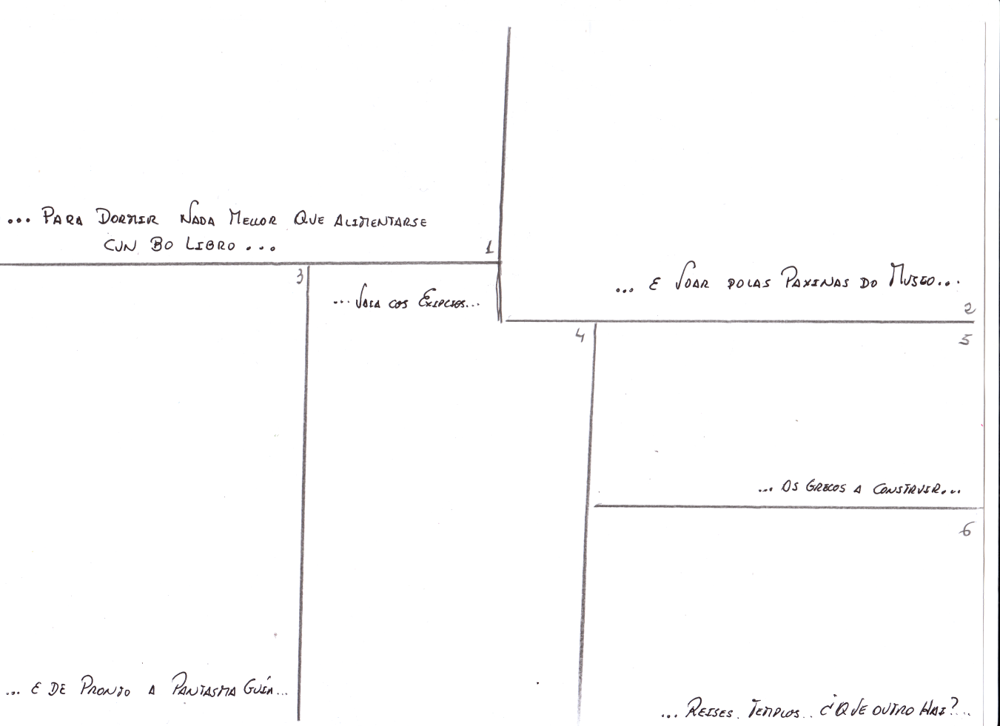 ... PARA DORMIR NADA MELLOR QUE ALIMENTARSE
CUN BO LIBRO ...
1
... E VOAR POLAS PAXINAS DO MUSEO...
2
3
... E DE PRONTO A PANTASMA GUÍA...
... VOLA COS EXIPCIOS...
4
5
... OS GREGOS A CONSTRUIR...
6
... REISES. TEMPLOS.. ¿QUE OUTRO HAI?...